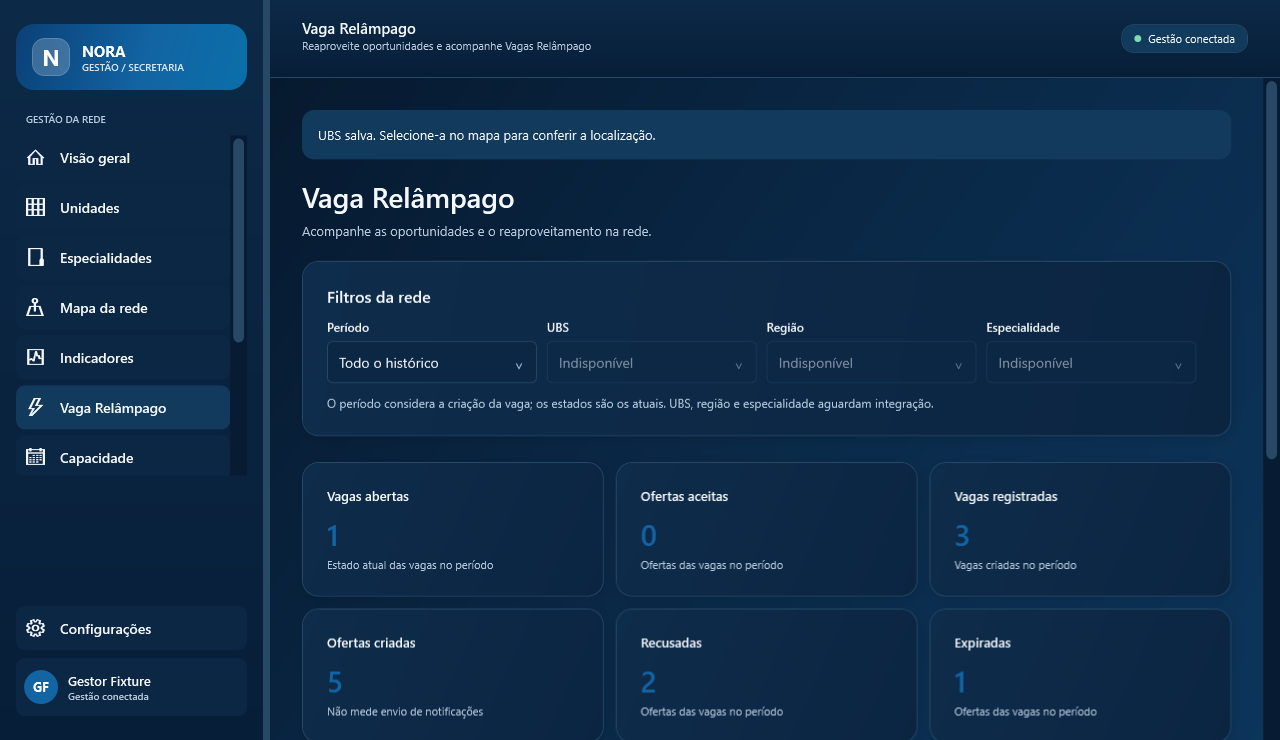 N
NORA
GESTÃO / SECRETARIA
GESTÃO DA REDE
Visão geral
Unidades
Especialidades
Mapa da rede
Indicadores
Vaga Relâmpago
Capacidade
Configurações
GF
Gestor Fixture
Gestão conectada
Vaga Relâmpago
Reaproveite oportunidades e acompanhe Vagas Relâmpago
Gestão conectada
UBS salva. Selecione-a no mapa para conferir a localização.
Vaga Relâmpago
Acompanhe as oportunidades e o reaproveitamento na rede.
Filtros da rede
Período UBS Região Especialidade
Todo o histórico Indisponível Indisponível Indisponível
O período considera a criação da vaga; os estados são os atuais. UBS, região e especialidade aguardam integração.
Vagas abertas
1
Estado atual das vagas no período
Ofertas aceitas
0
Ofertas das vagas no período
Vagas registradas
3
Vagas criadas no período
Ofertas criadas
5
Não mede envio de notificações
Recusadas
2
Ofertas das vagas no período
Expiradas
1
Ofertas das vagas no período